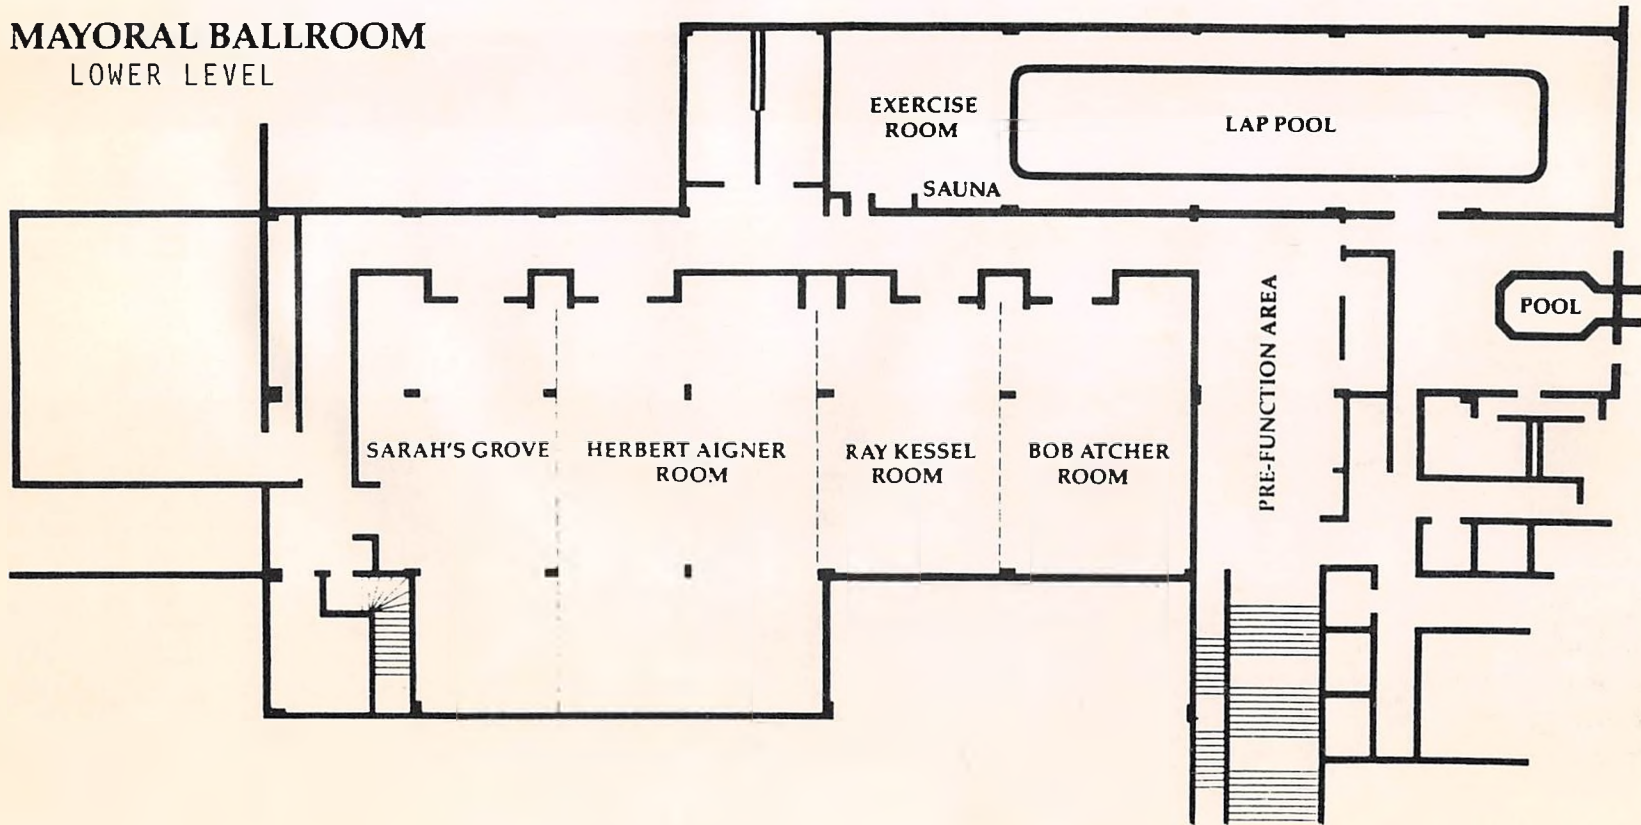 MAYORAL BALLROOM
LOWER LEVEL
EXERCISE
ROOM
LAP POOL
SAUNA
POOL
PRE-FUNCTION AREA
SARAH'S GROVE
HERBERT AIGNER
ROOM
RAY KESSEL
ROOM
BOB ATCHER
ROOM